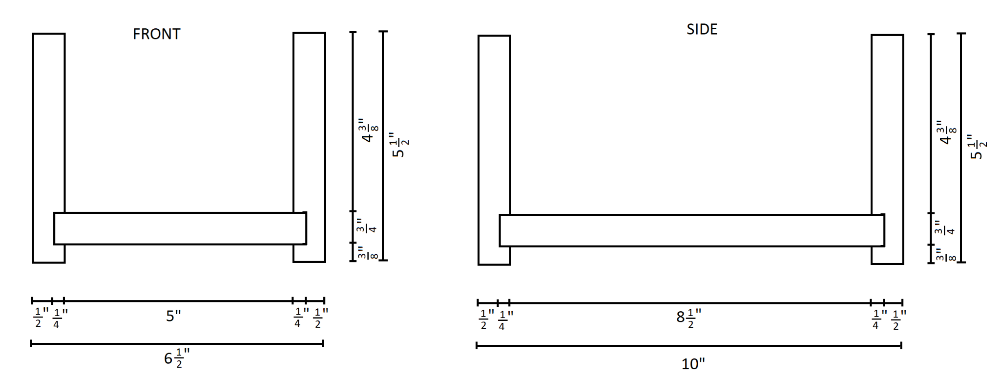 FRONT
4 3/8"
5 1/2"
3/4"
3/8"
1/2" 1/4" 5" 1/4" 1/2"
6 1/2"
SIDE
4 3/8"
5 1/2"
3/4"
3/8"
1/2" 1/4" 8 1/2" 1/4" 1/2"
10"